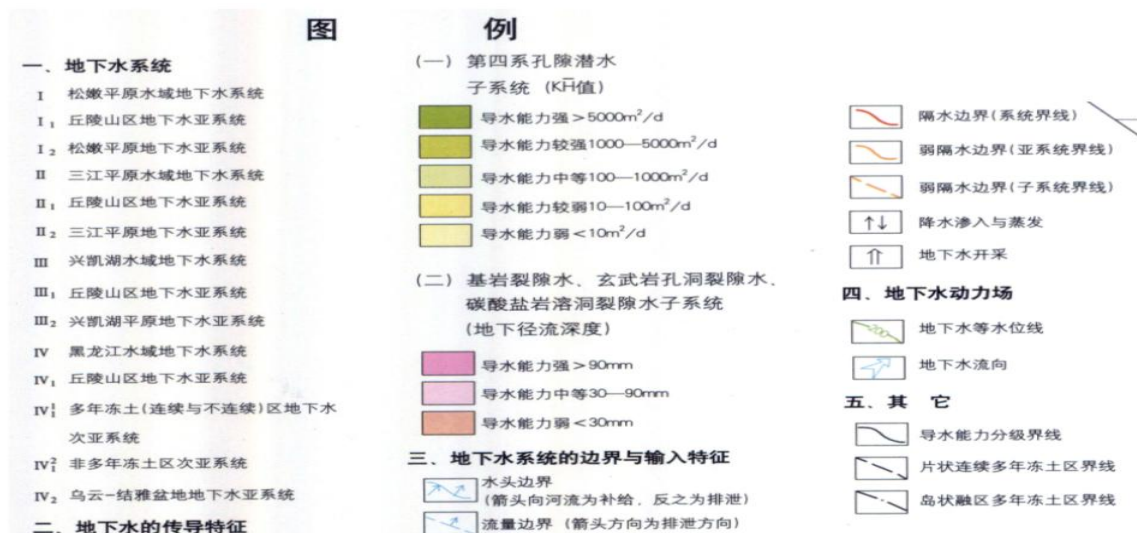 图 例
一、地下水系统
I 松嫩平原水域地下水系统
I₁ 丘陵山区地下水亚系统
I₂ 松嫩平原地下水亚系统
II 三江平原水域地下水系统
II₁ 丘陵山区地下水亚系统
II₂ 三江平原地下水亚系统
III 兴凯湖水域地下水系统
III₁ 丘陵山区地下水亚系统
III₂ 兴凯湖平原地下水亚系统
IV 黑龙江水域地下水系统
IV₁ 丘陵山区地下水亚系统
IV₁¹ 多年冻土(连续与不连续)区地下水
次亚系统
IV₁² 非多年冻土区次亚系统
IV₂ 乌云-结雅盆地地下水亚系统
二、地下水的传导特征
(一) 第四系孔隙潜水
子系统 (KH̅值)
导水能力强>5000m²/d
导水能力较强1000—5000m²/d
导水能力中等100—1000m²/d
导水能力较弱10—100m²/d
导水能力弱<10m²/d
(二) 基岩裂隙水、玄武岩孔洞裂隙水、
碳酸盐岩溶洞裂隙水子系统
(地下径流深度)
导水能力强>90mm
导水能力中等30—90mm
导水能力弱<30mm
三、地下水系统的边界与输入特征
水头边界
(箭头向河流为补给，反之为排泄)
流量边界 (箭头方向为排泄方向)
隔水边界(系统界线)
弱隔水边界(亚系统界线)
弱隔水边界(子系统界线)
降水渗入与蒸发
地下水开采
四、地下水动力场
200
地下水等水位线
地下水流向
五、其 它
导水能力分级界线
片状连续多年冻土区界线
岛状融区多年冻土区界线